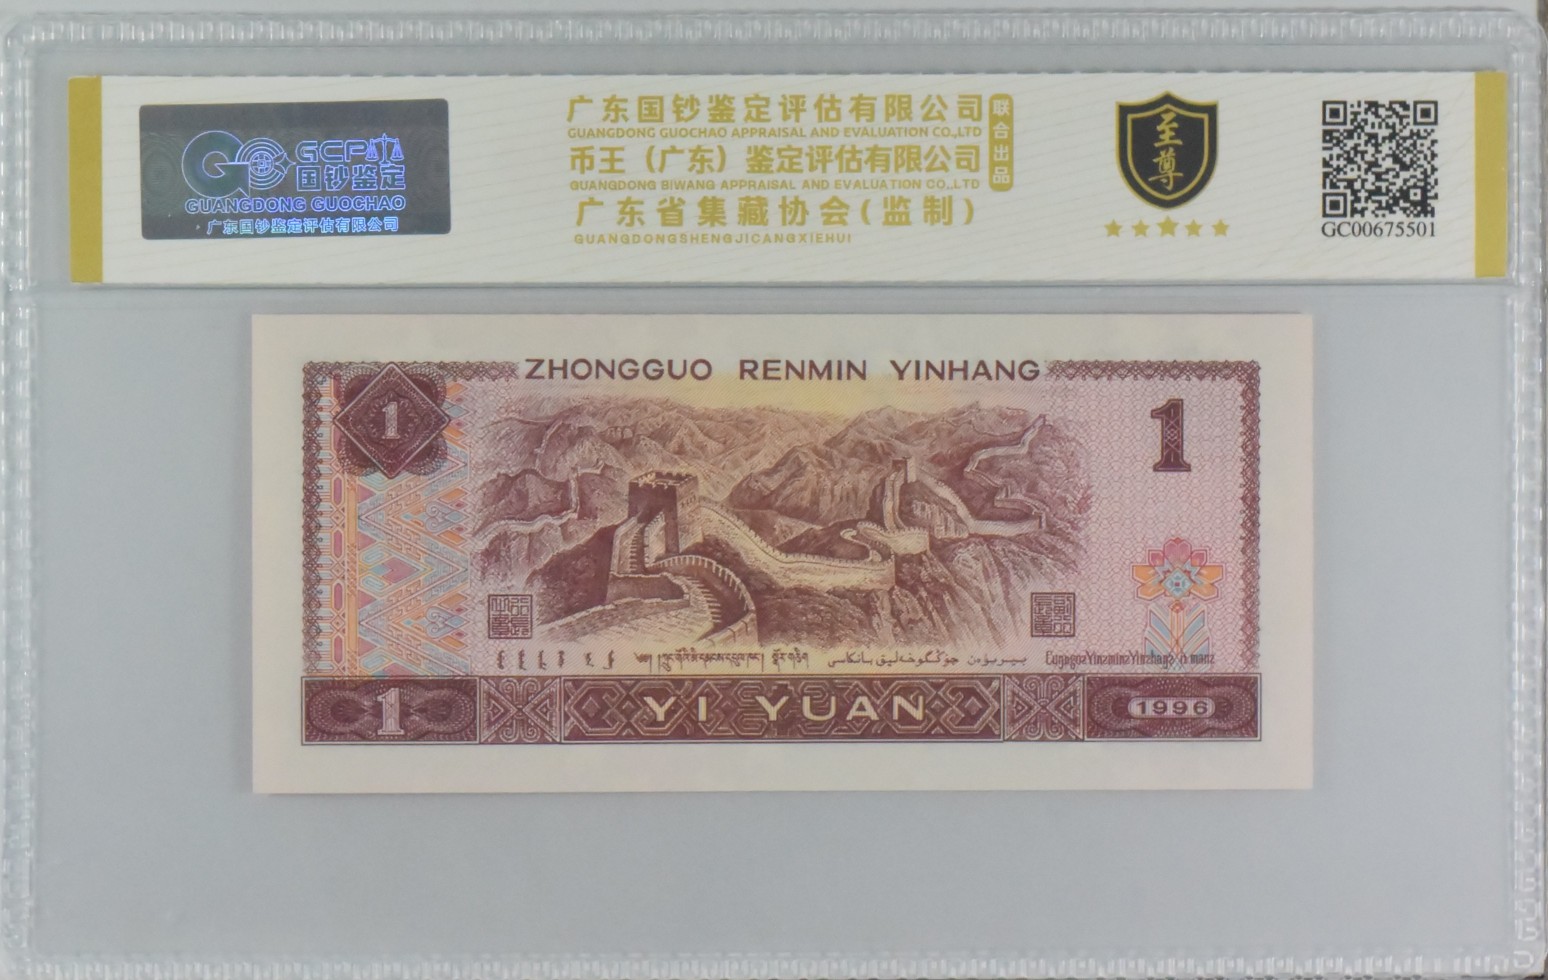 GCP
国钞鉴定
GUANGDONG GUOCHAO
广东国钞鉴定评估有限公司
广东国钞鉴定评估有限公司
GUANGDONG GUOCHAO APPRAISAL AND EVALUATION CO.,LTD
币王（广东）鉴定评估有限公司
GUANGDONG BIWANG APPRAISAL AND EVALUATION CO.,LTD
广东省集藏协会(监制)
GUANGDONGSHENGJICANGXIEHUI
联合出品
至尊
GC00675501
ZHONGGUO RENMIN YINHANG
1
1
1
YI YUAN
1996